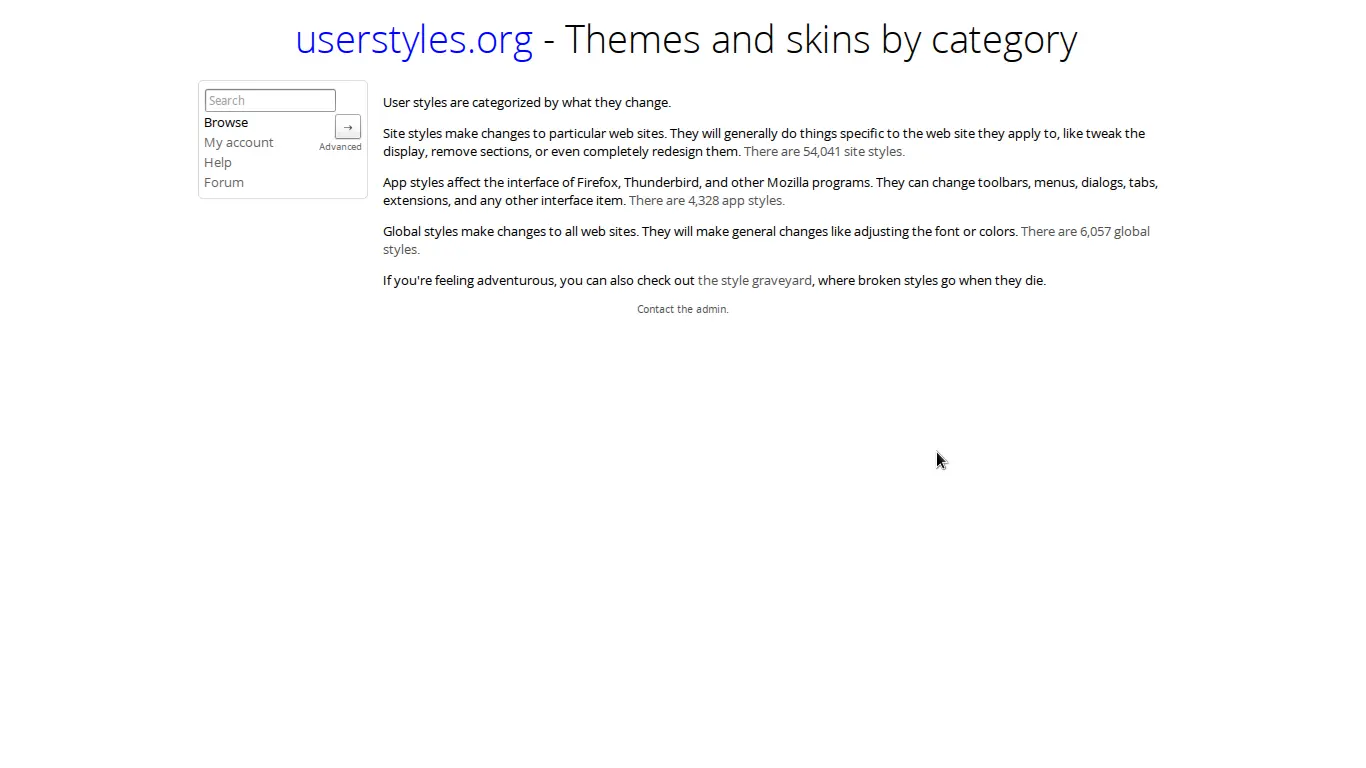 userstyles.org - Themes and skins by category
Search
Browse
→
My account
Advanced
Help
Forum
User styles are categorized by what they change.
Site styles make changes to particular web sites. They will generally do things specific to the web site they apply to, like tweak the
display, remove sections, or even completely redesign them. There are 54,041 site styles.
App styles affect the interface of Firefox, Thunderbird, and other Mozilla programs. They can change toolbars, menus, dialogs, tabs,
extensions, and any other interface item. There are 4,328 app styles.
Global styles make changes to all web sites. They will make general changes like adjusting the font or colors. There are 6,057 global
styles.
If you're feeling adventurous, you can also check out the style graveyard, where broken styles go when they die.
Contact the admin.